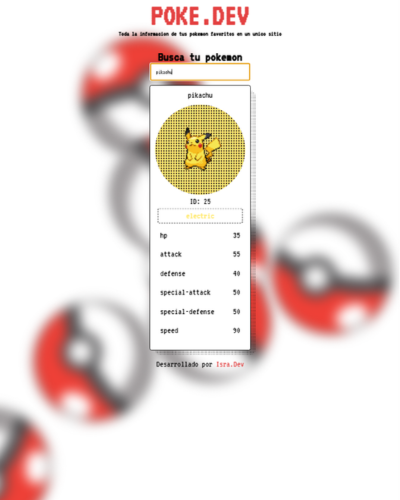 POKE.DEV
Toda la informacion de tus pokemon favoritos en un unico sitio
Busca tu pokemon
pikachu
pikachu
ID: 25
electric
hp 35
attack 55
defense 40
special-attack 50
special-defense 50
speed 90
Desarrollado por Isra.Dev